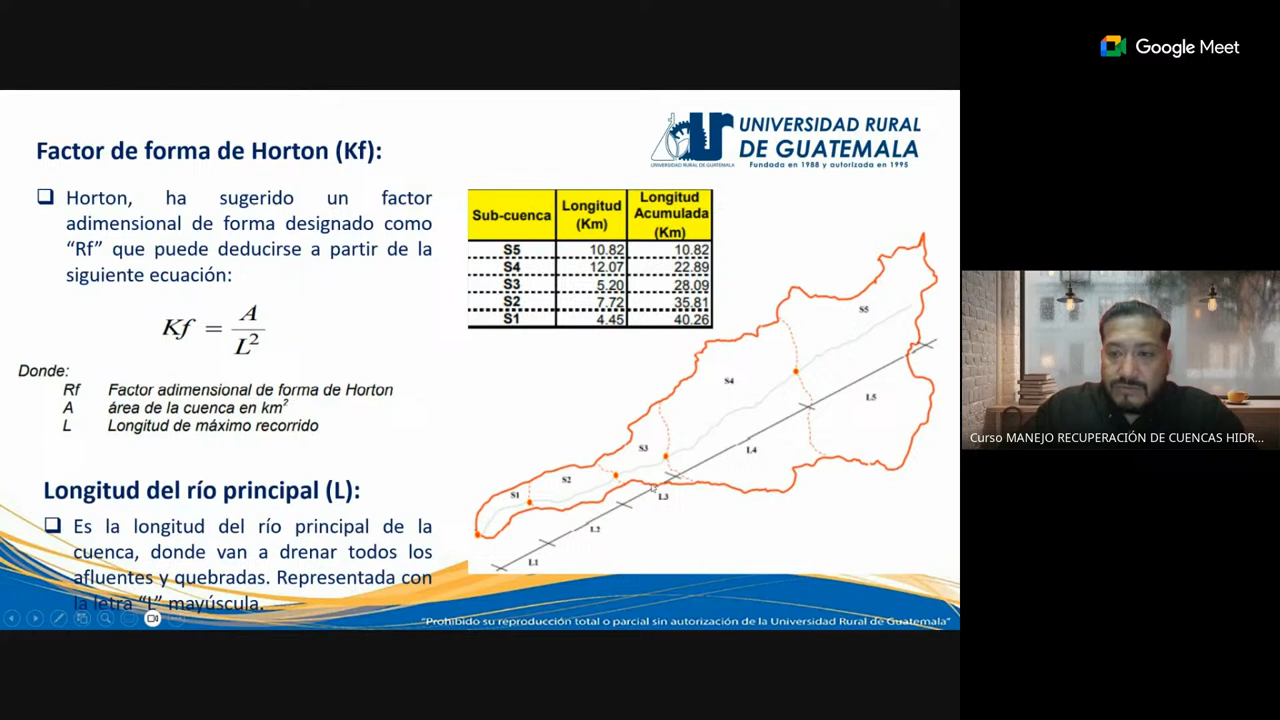 Google Meet
UNIVERSIDAD RURAL
DE GUATEMALA
Fundada en 1988 y autorizada en 1995
UNIVERSIDAD RURAL DE GUATEMALA
Factor de forma de Horton (Kf):
Horton, ha sugerido un factor
adimensional de forma designado como
“Rf” que puede deducirse a partir de la
siguiente ecuación:
Kf = A / L²
Donde:
Rf Factor adimensional de forma de Horton
A área de la cuenca en km²
L Longitud de máximo recorrido
Longitud del río principal (L):
Es la longitud del río principal de la
cuenca, donde van a drenar todos los
afluentes y quebradas. Representada con
la letra “L” mayúscula.
Sub-cuenca Longitud (Km) Longitud Acumulada (Km)
S5 10.82 10.82
S4 12.07 22.89
S3 5.20 28.09
S2 7.72 35.81
S1 4.45 40.26
S5
S4
L5
S3
L4
S2
S1
L3
L2
L1
"Prohibido su reproducción total o parcial sin autorización de la Universidad Rural de Guatemala"
Curso MANEJO RECUPERACIÓN DE CUENCAS HIDR...